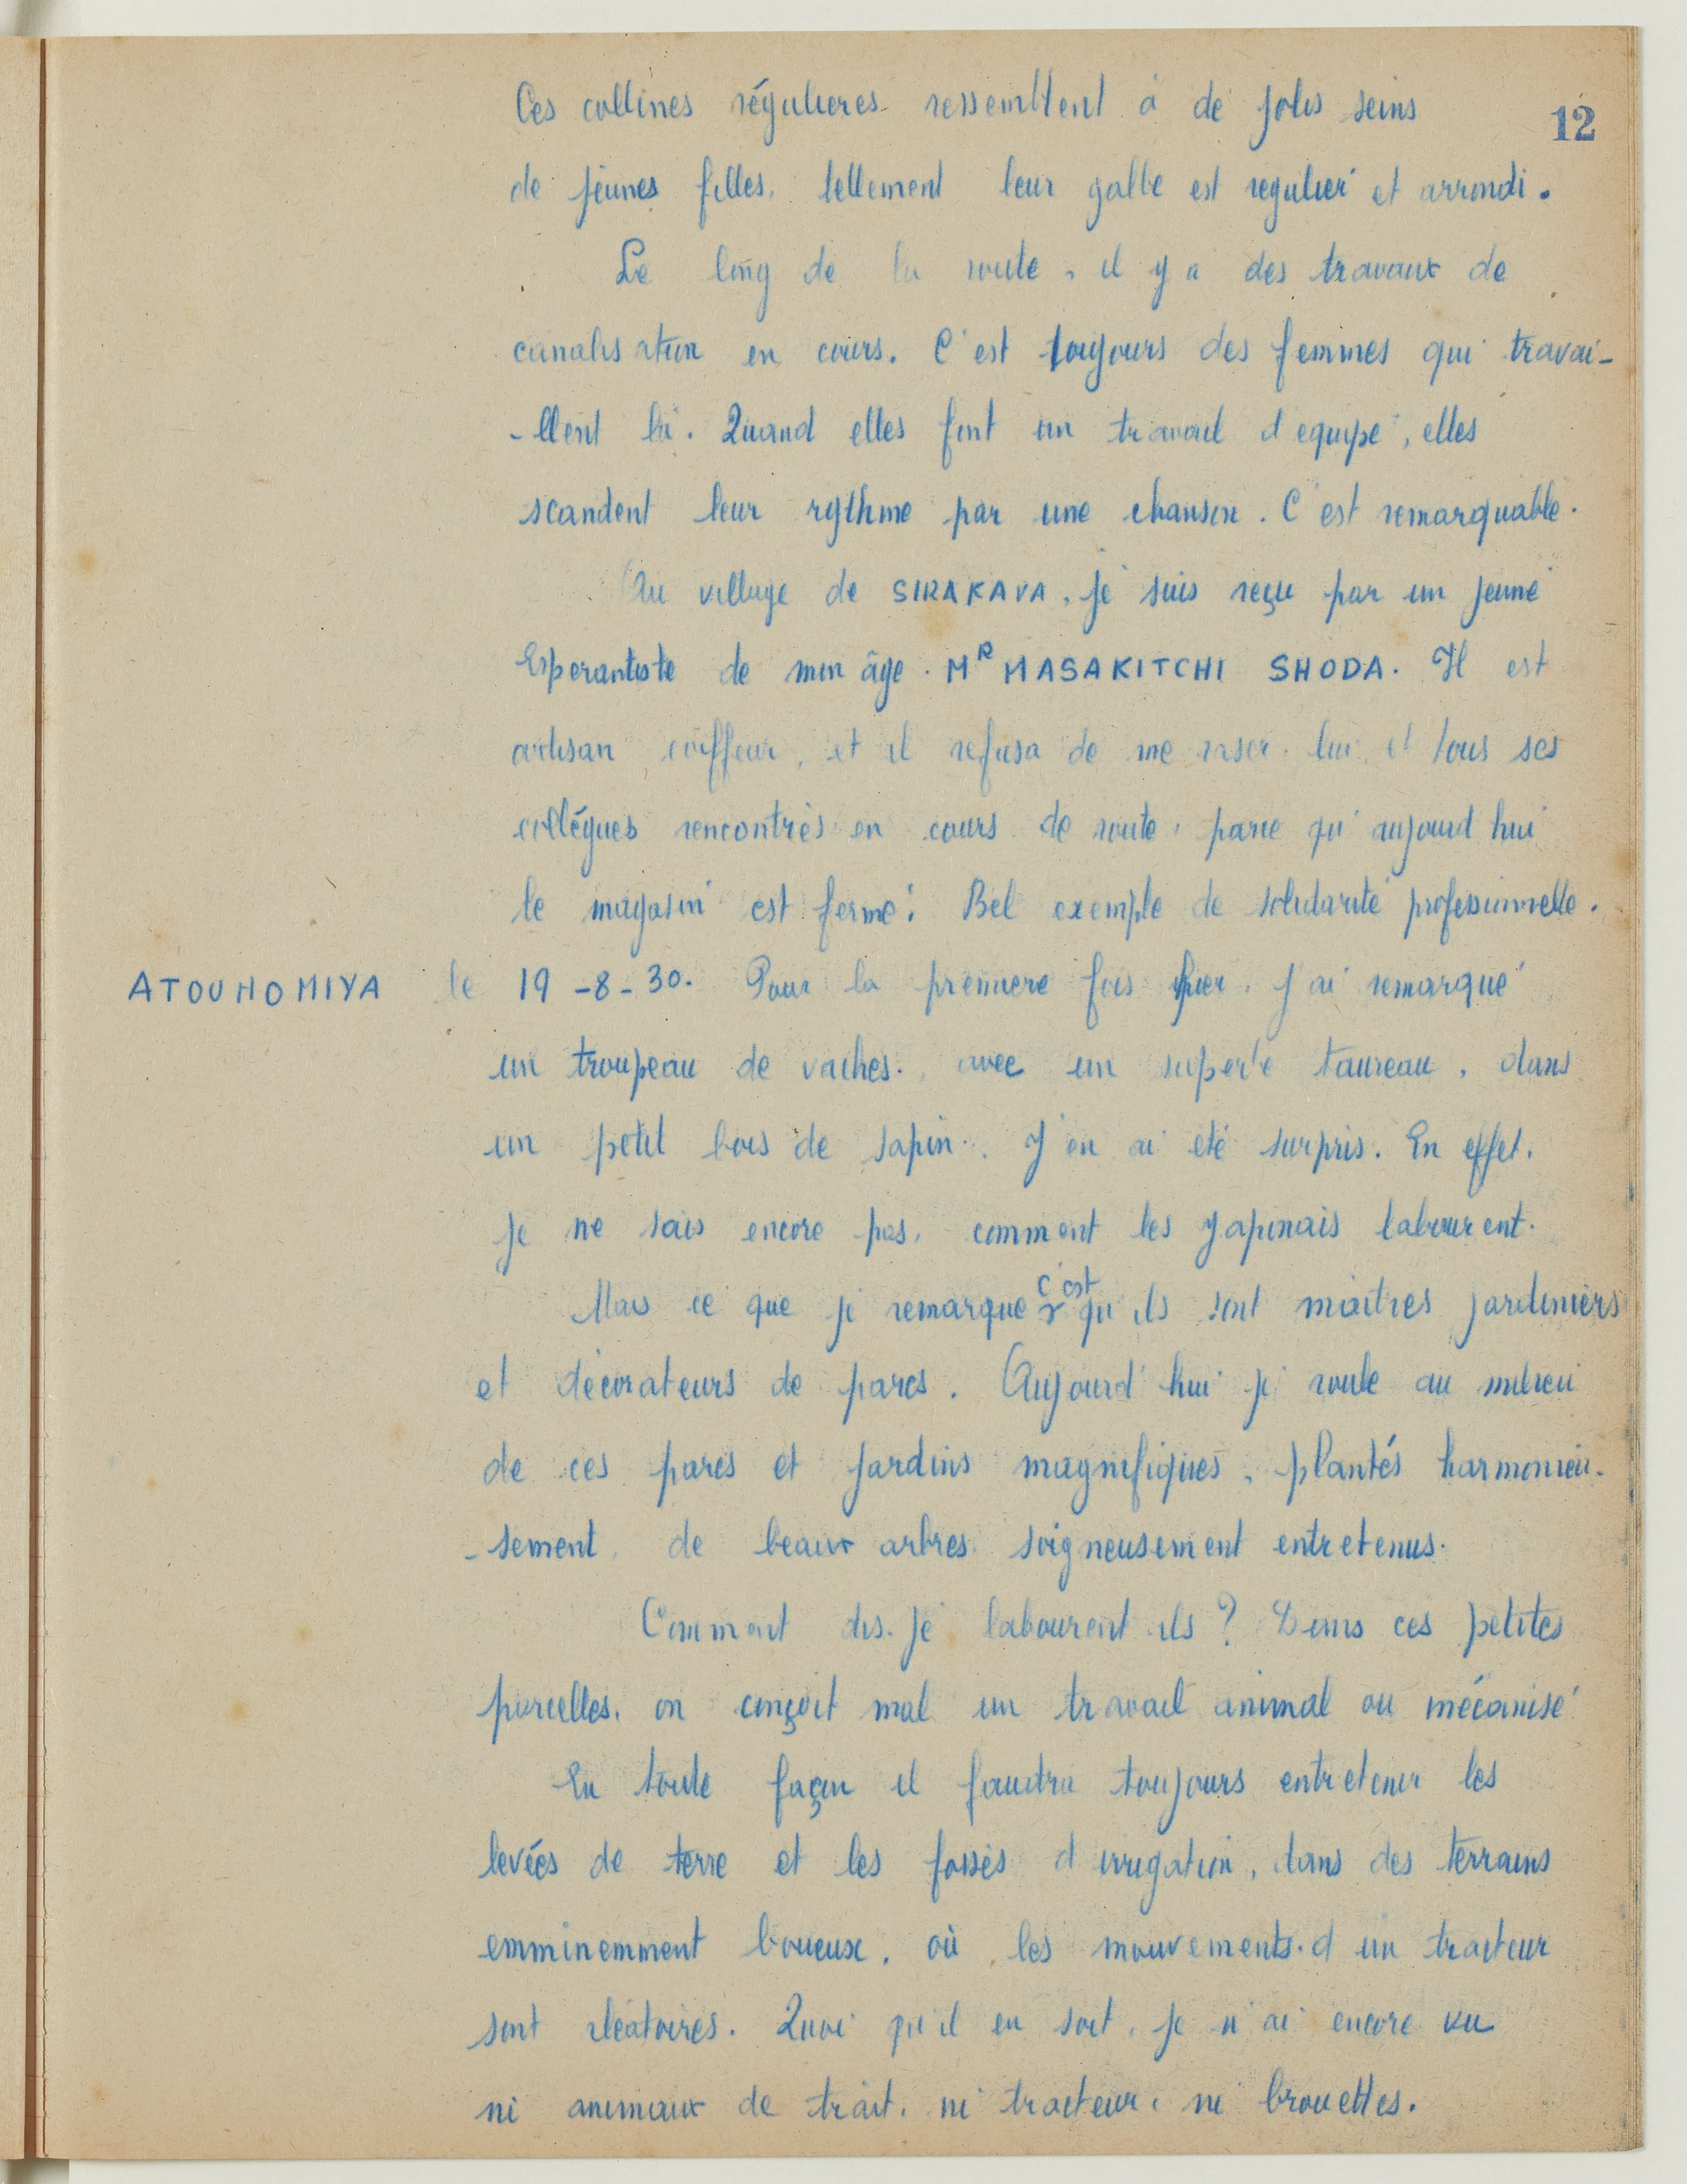 12
Ces collines régulieres ressemblent à de jolis seins
de jeunes filles, tellement leur galbe est regulier et arrondi.
Le long de la route, il y a des travaux de
canalisation en cours. C'est toujours des femmes qui travai-
-llent là. Quand elles font un travail d'equipe, elles
scandent leur rythme par une chanson. C'est remarquable.
Au village de SIRAKAVA, je suis reçu par un jeune
Esperantiste de mon âge. MR MASAKITCHI SHODA. Il est
artisan coiffeur, et il refusa de me raser. lui, et tous ses
collégues rencontrés en cours de route, parce qu'aujourd'hui
le magasin est fermé! Bel exemple de solidarité professionnelle.
ATOUNOMIYA le 19-8-30. Pour la premiere fois hier, j'ai remarqué
un troupeau de vaches, avec un superbe taureau, dans
un petit bois de sapin. J'en ai été surpris. En effet,
je ne sais encore pas, comment les Japonais labourent.
Mais ce que je remarque c'est qu'ils sont maitres jardiniers
et décorateurs de parcs. Aujourd'hui je roule au milieu
de ces parcs et jardins magnifiques, plantés harmonieu-
-sement, de beaux arbres soigneusement entretenus.
Comment dis-je labourent-ils? Dans ces petites
parcelles, on conçoit mal un travail animal ou mécanisé
En toute façon il faudra toujours entretenir les
levées de terre et les fossés d'irrigation, dans des terrains
emminemment boueux, où les mouvements d'un tracteur
sont aléatoires. Quoi qu'il en soit, je n'ai encore vu
ni animaux de trait, ni tracteur, ni brouettes.